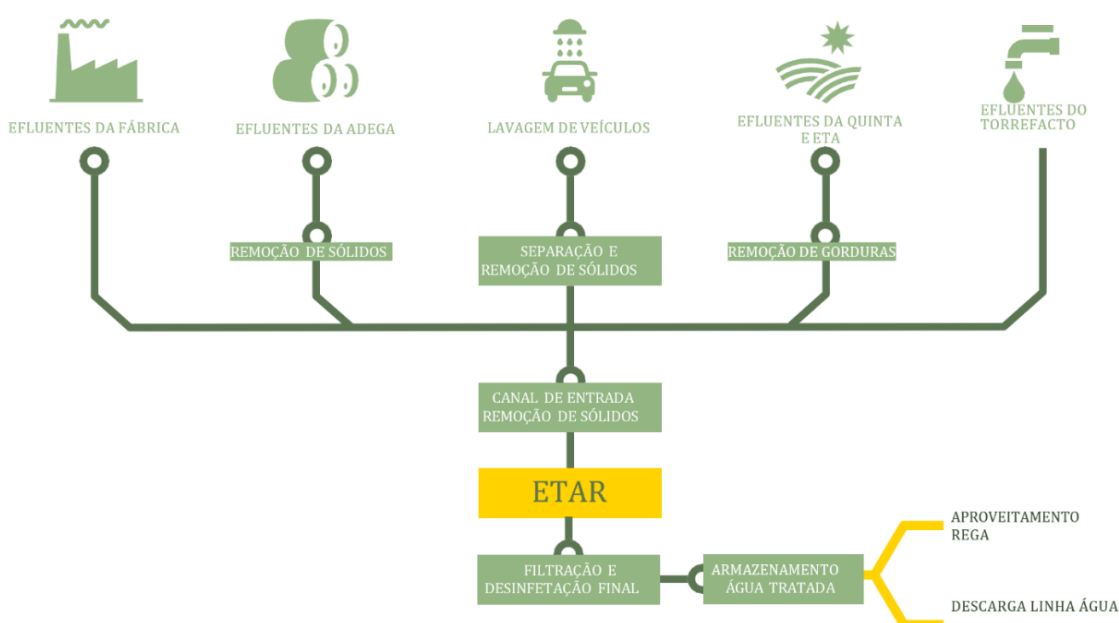 EFLUENTES DA FÁBRICA
EFLUENTES DA ADEGA
LAVAGEM DE VEÍCULOS
EFLUENTES DA QUINTA
E ETA
EFLUENTES DO
TORREFACTO
REMOÇÃO DE SÓLIDOS
SEPARAÇÃO E
REMOÇÃO DE SÓLIDOS
REMOÇÃO DE GORDURAS
CANAL DE ENTRADA
REMOÇÃO DE SÓLIDOS
ETAR
FILTRAÇÃO E
DESINFETAÇÃO FINAL
ARMAZENAMENTO
ÁGUA TRATADA
APROVEITAMENTO
REGA
DESCARGA LINHA ÁGUA